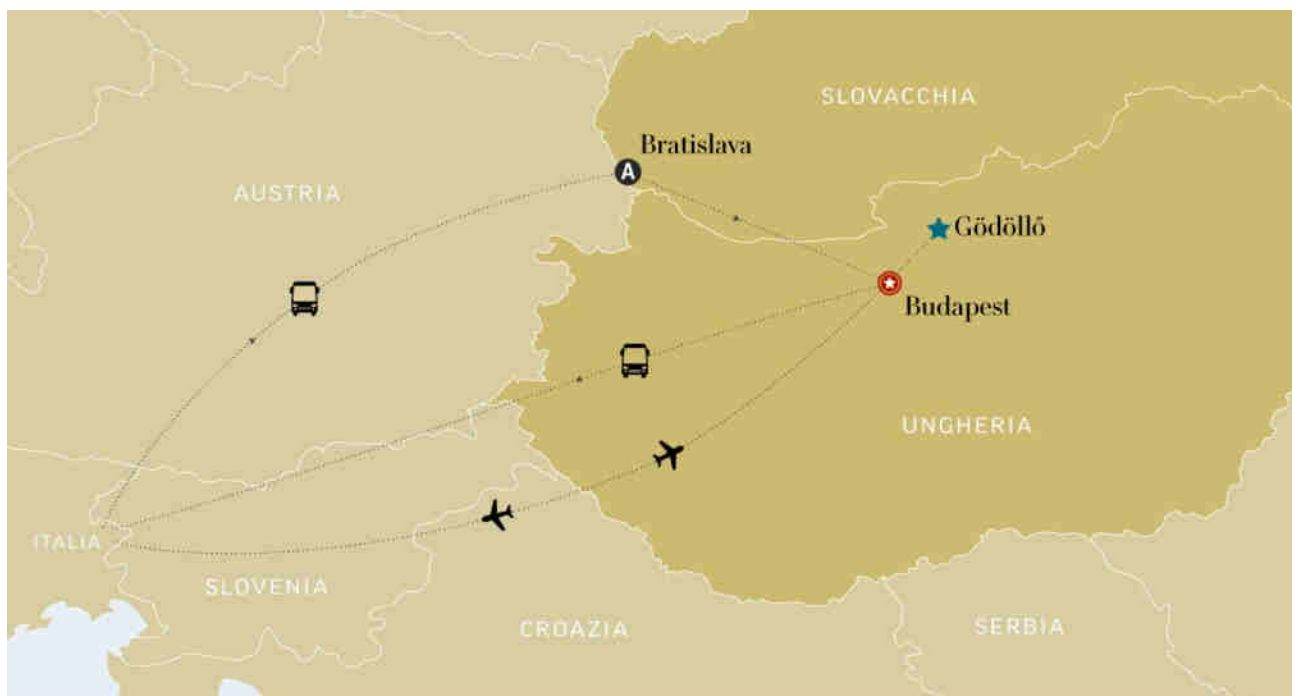 SLOVACCHIA
Bratislava
A
AUSTRIA
Gödöllő
Budapest
UNGHERIA
ITALIA
SLOVENIA
CROAZIA
SERBIA